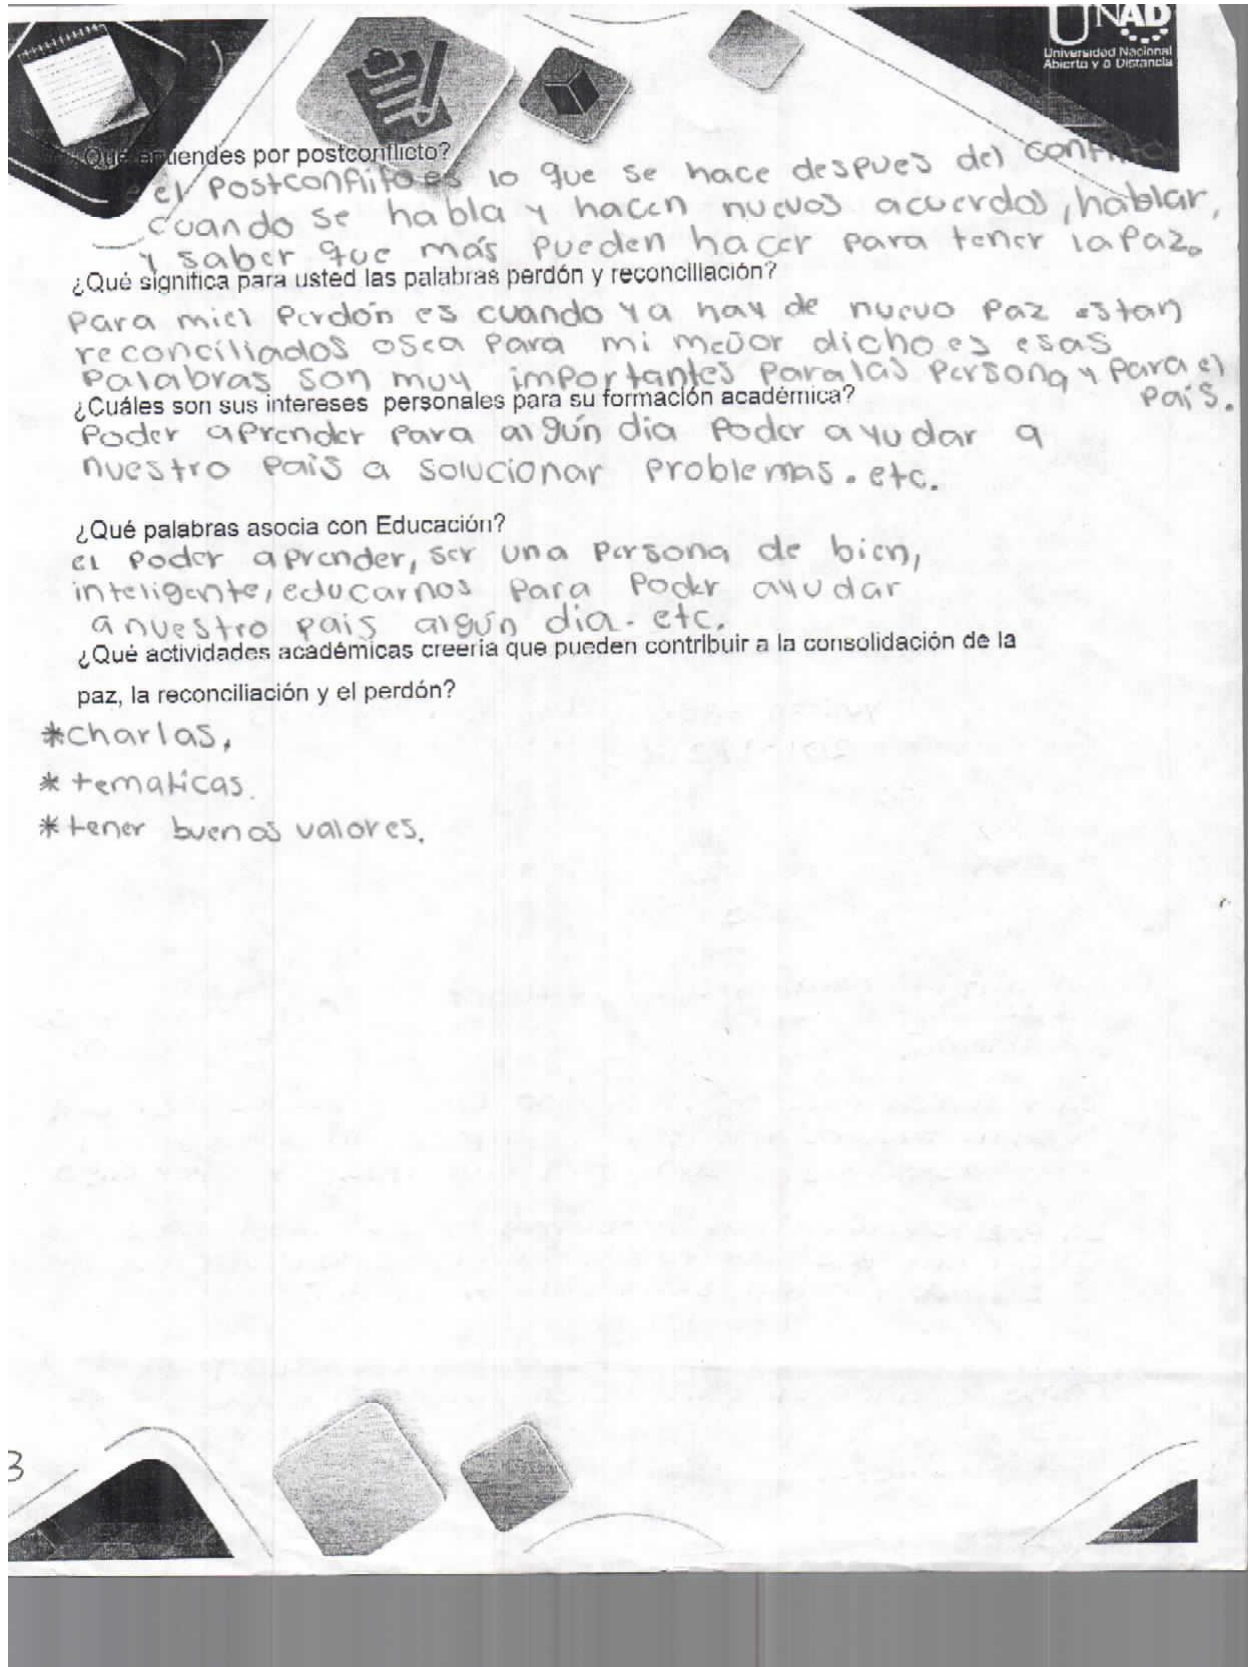 UNAD
Universidad Nacional
Abierta y a Distancia
¿Qué entiendes por postconflicto?
el Postconfiito es lo que se hace despues del conflito
cuando se habla y hacen nuevos acuerdos, hablar,
y saber que más Pueden hacer para tener la Paz.
¿Qué significa para usted las palabras perdón y reconciliación?
Para mi el Perdón es cuando ya hay de nuevo Paz estan
reconciliados osea Para mi mejor dicho es esas
Palabras son muy importantes Para las Persona y Para el
País.
¿Cuáles son sus intereses personales para su formación académica?
Poder aprender Para algún dia Poder ayudar a
nuestro País a solucionar Problemas. etc.
¿Qué palabras asocia con Educación?
el Poder aprender, ser una Persona de bien,
inteligente, educarnos Para Poder ayudar
a nuestro país algún dia. etc.
¿Qué actividades académicas creería que pueden contribuir a la consolidación de la
paz, la reconciliación y el perdón?
*charlas,
* tematicas.
* tener buenos valores.
3